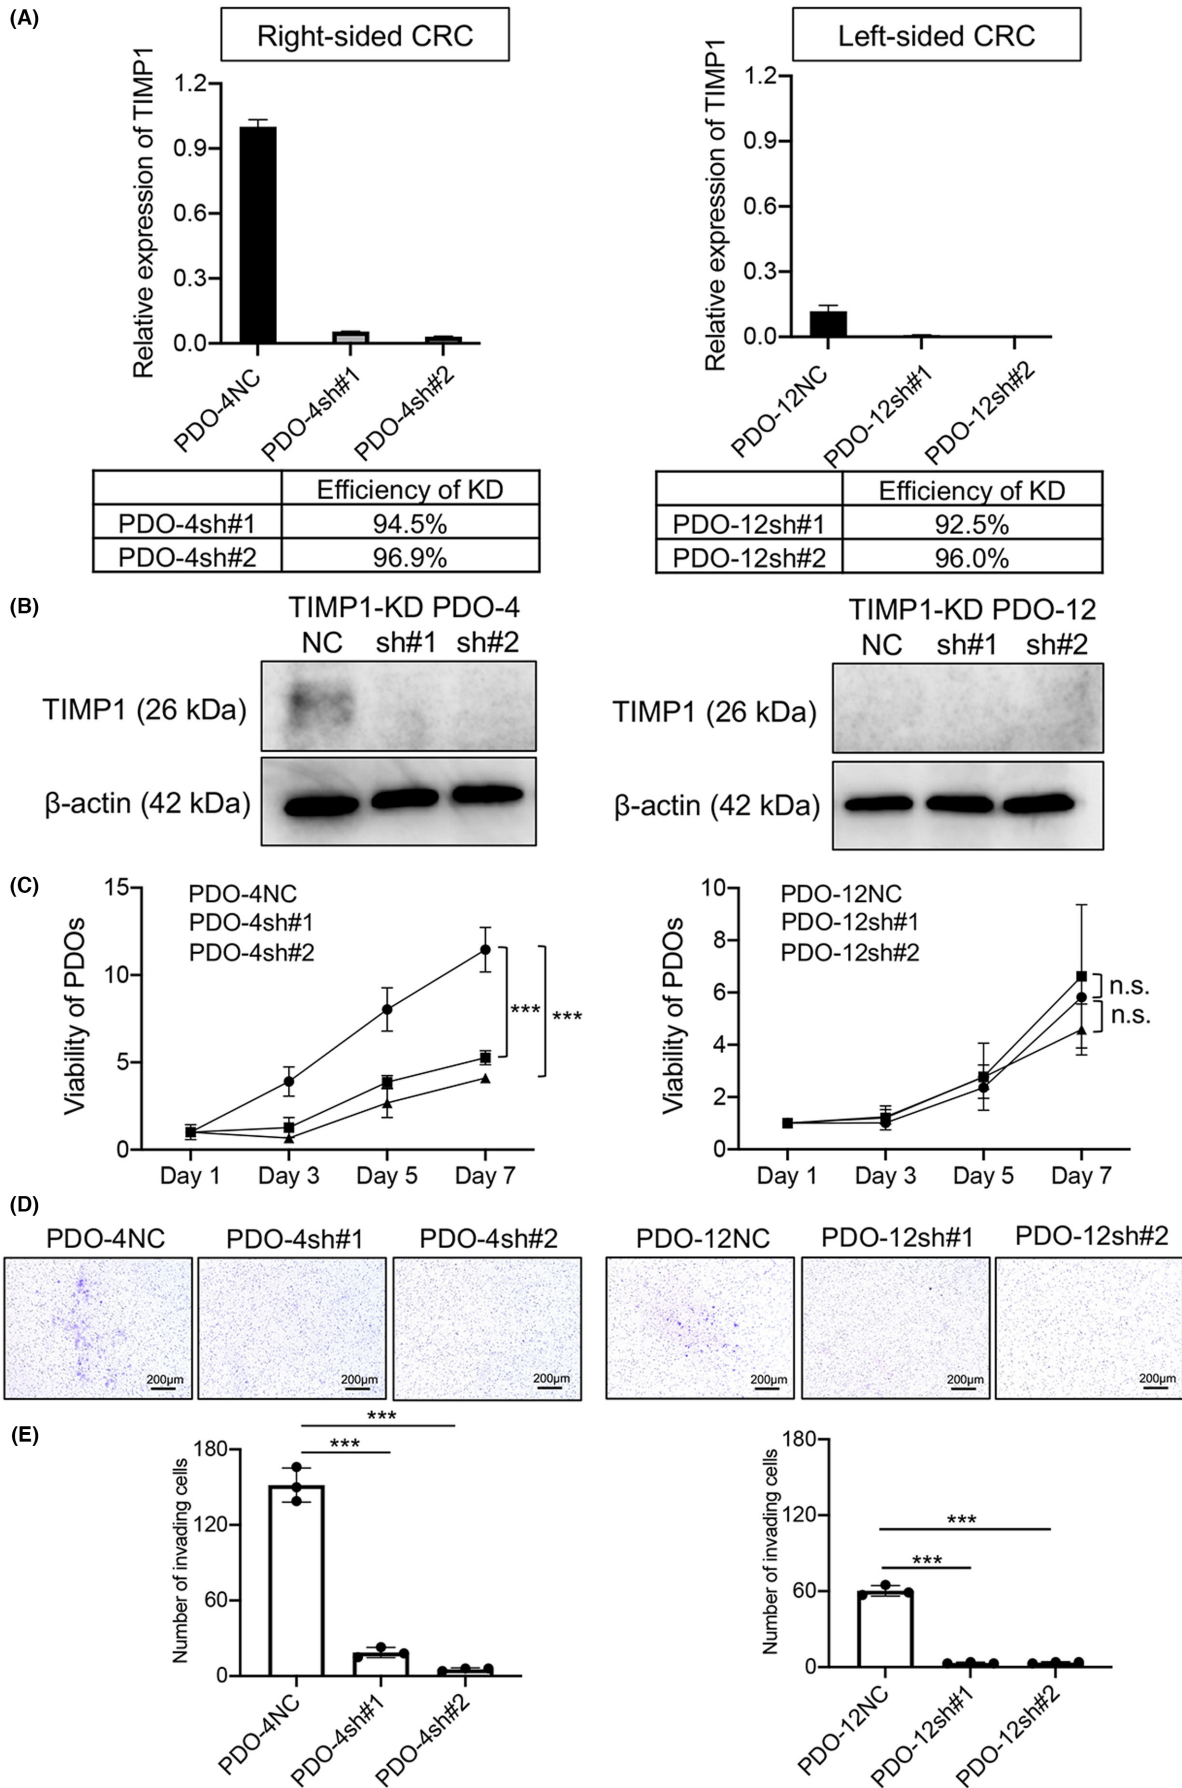 (A)
Right-sided CRC
Left-sided CRC
Relative expression of TIMP1
1.2
0.9
0.6
0.3
0.0
PDO-4NC
PDO-4sh#1
PDO-4sh#2
Relative expression of TIMP1
1.2
0.9
0.6
0.3
0.0
PDO-12NC
PDO-12sh#1
PDO-12sh#2
Efficiency of KD
PDO-4sh#1 94.5%
PDO-4sh#2 96.9%
Efficiency of KD
PDO-12sh#1 92.5%
PDO-12sh#2 96.0%
(B)
TIMP1-KD PDO-4
NC sh#1 sh#2
TIMP1 (26 kDa)
β-actin (42 kDa)
TIMP1-KD PDO-12
NC sh#1 sh#2
TIMP1 (26 kDa)
β-actin (42 kDa)
(C)
Viability of PDOs
15
10
5
0
PDO-4NC
PDO-4sh#1
PDO-4sh#2
***
***
Day 1 Day 3 Day 5 Day 7
Viability of PDOs
10
8
6
4
2
0
PDO-12NC
PDO-12sh#1
PDO-12sh#2
n.s.
n.s.
Day 1 Day 3 Day 5 Day 7
(D)
PDO-4NC PDO-4sh#1 PDO-4sh#2
200μm 200μm 200μm
PDO-12NC PDO-12sh#1 PDO-12sh#2
200μm 200μm 200μm
(E)
Number of invading cells
180
120
60
0
***
***
PDO-4NC
PDO-4sh#1
PDO-4sh#2
Number of invading cells
180
120
60
0
***
***
PDO-12NC
PDO-12sh#1
PDO-12sh#2